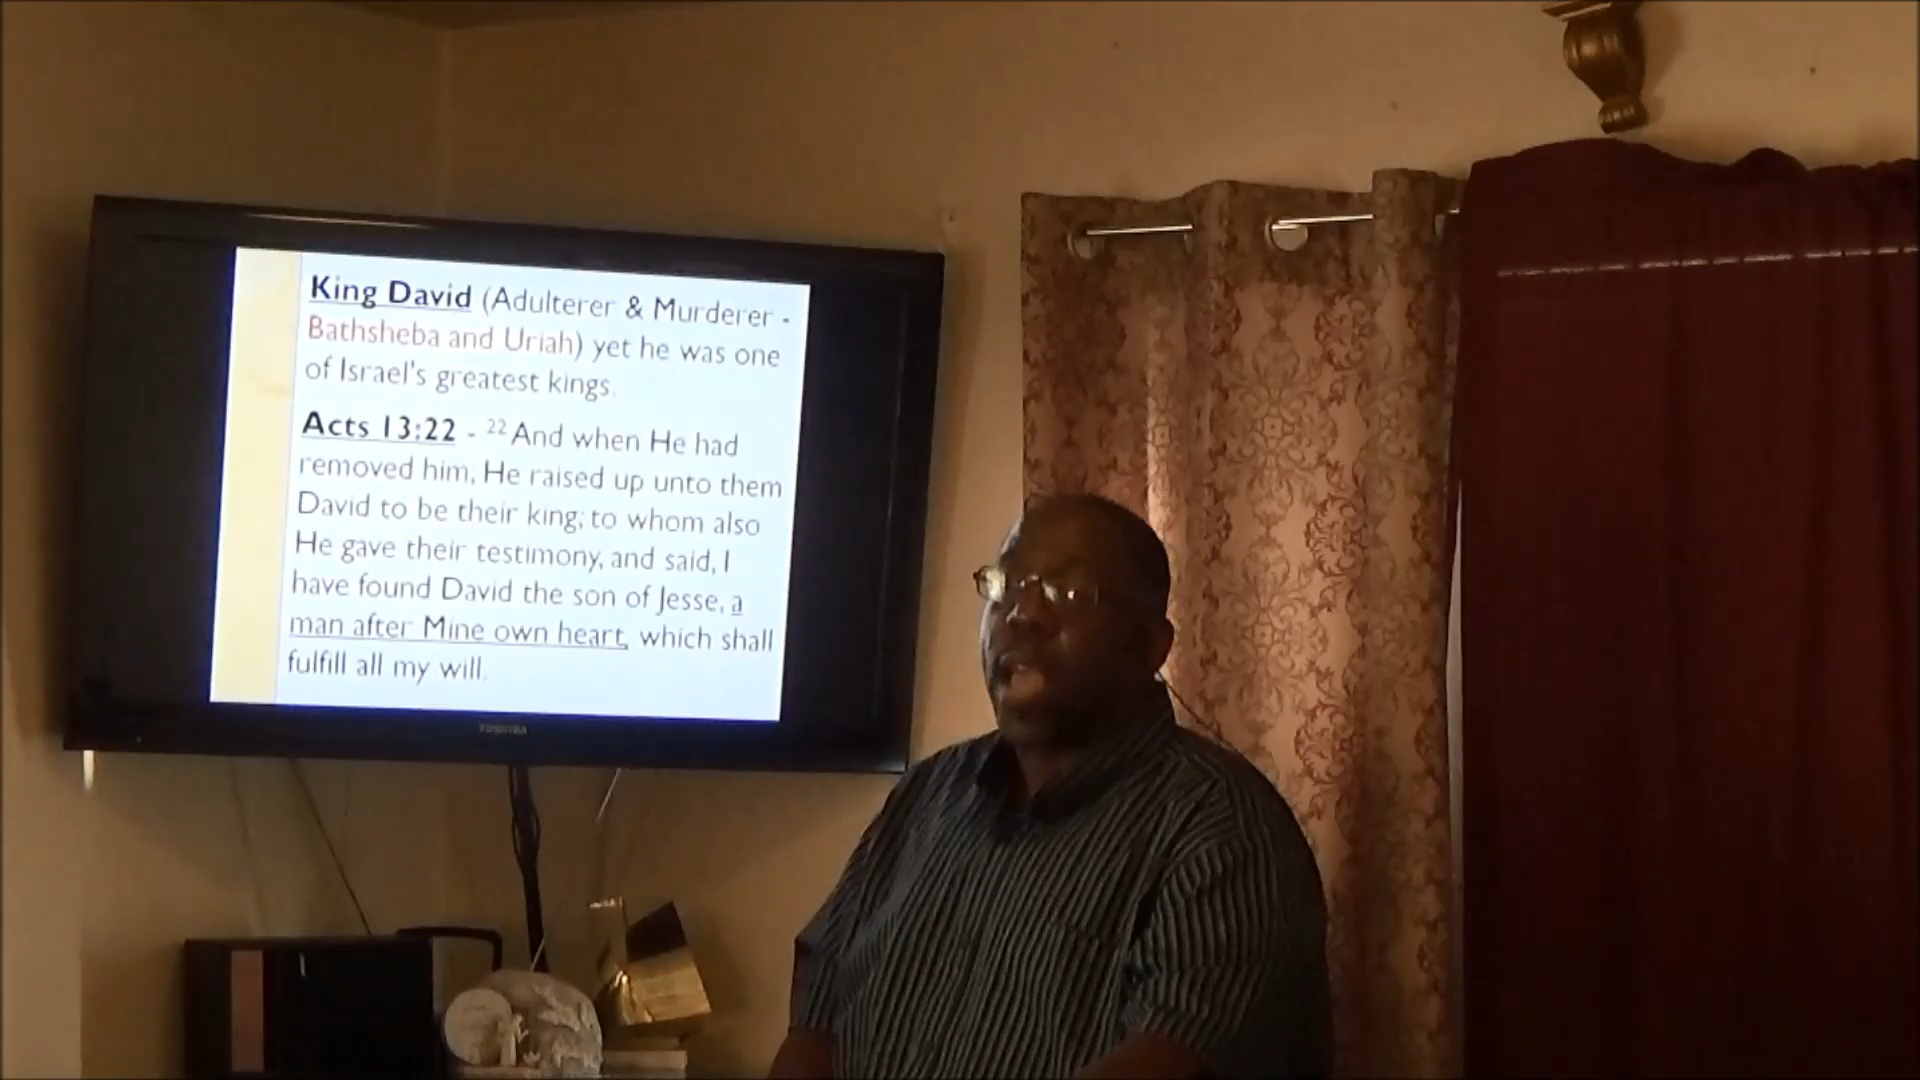 King David (Adulterer & Murderer -
Bathsheba and Uriah) yet he was one
of Israel's greatest kings.
Acts 13:22 - 22 And when He had
removed him, He raised up unto them
David to be their king; to whom also
He gave their testimony, and said, I
have found David the son of Jesse, a
man after Mine own heart, which shall
fulfill all my will.
TOSHIBA